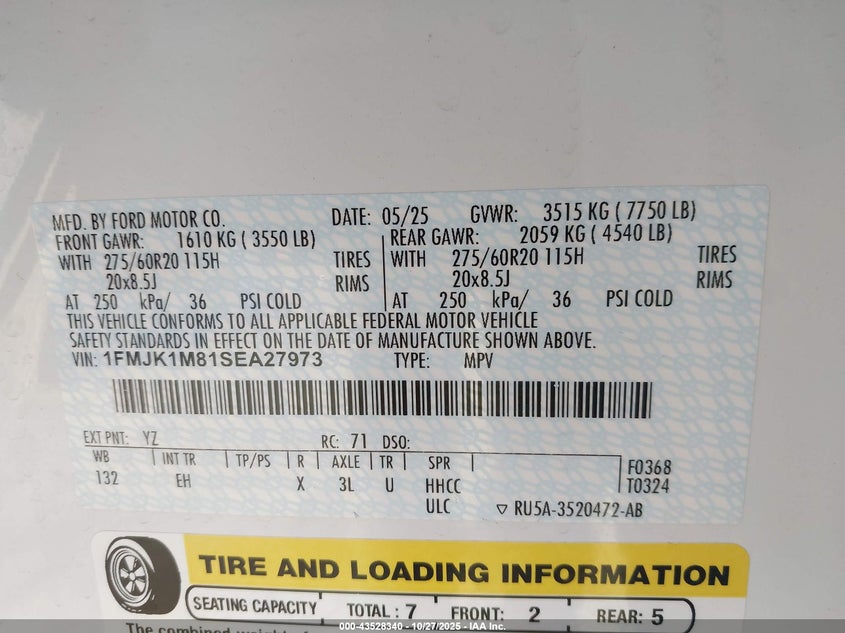 MFD. BY FORD MOTOR CO. DATE: 05/25 GVWR: 3515 KG ( 7750 LB)
FRONT GAWR: 1610 KG ( 3550 LB) REAR GAWR: 2059 KG ( 4540 LB)
WITH 275/60R20 115H TIRES WITH 275/60R20 115H TIRES
20x8.5J RIMS 20x8.5J RIMS
AT 250 kPa/ 36 PSI COLD AT 250 kPa/ 36 PSI COLD
THIS VEHICLE CONFORMS TO ALL APPLICABLE FEDERAL MOTOR VEHICLE
SAFETY STANDARDS IN EFFECT ON THE DATE OF MANUFACTURE SHOWN ABOVE.
VIN: 1FMJK1M81SEA27973 TYPE: MPV
EXT PNT: YZ RC: 71 DSO:
WB INT TR TP/PS R AXLE TR SPR F0368
132 EH X 3L U HHCC T0324
ULC ▽ RU5A-3520472-AB
TIRE AND LOADING INFORMATION
SEATING CAPACITY TOTAL : 7 FRONT: 2 REAR: 5
The combined
000-43528340 - 10/27/2025 - IAA Inc.